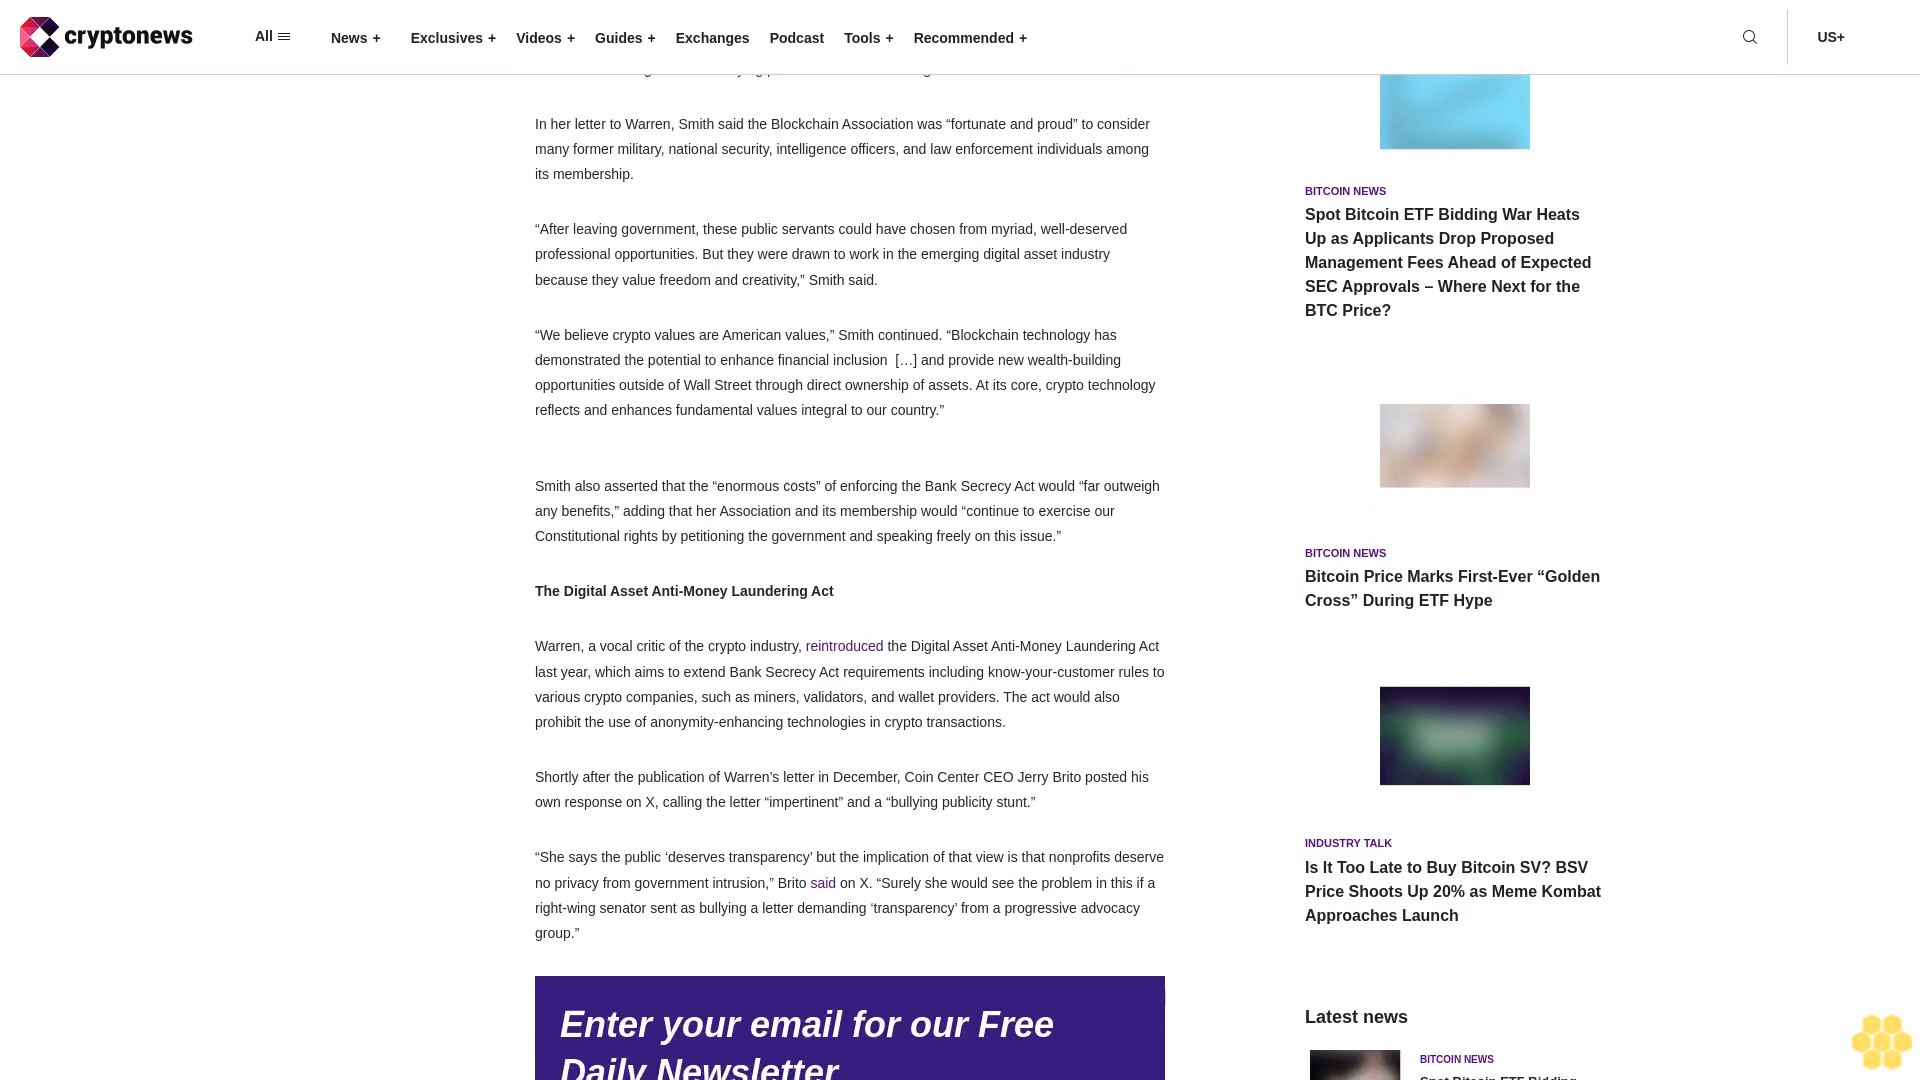 cryptonews
All
News +
Exclusives +
Videos +
Guides +
Exchanges
Podcast
Tools +
Recommended +
US+
In her letter to Warren, Smith said the Blockchain Association was “fortunate and proud” to consider
many former military, national security, intelligence officers, and law enforcement individuals among
its membership.
“After leaving government, these public servants could have chosen from myriad, well-deserved
professional opportunities. But they were drawn to work in the emerging digital asset industry
because they value freedom and creativity,” Smith said.
“We believe crypto values are American values,” Smith continued. “Blockchain technology has
demonstrated the potential to enhance financial inclusion  […] and provide new wealth-building
opportunities outside of Wall Street through direct ownership of assets. At its core, crypto technology
reflects and enhances fundamental values integral to our country.”
Smith also asserted that the “enormous costs” of enforcing the Bank Secrecy Act would “far outweigh
any benefits,” adding that her Association and its membership would “continue to exercise our
Constitutional rights by petitioning the government and speaking freely on this issue.”
The Digital Asset Anti-Money Laundering Act
Warren, a vocal critic of the crypto industry, reintroduced the Digital Asset Anti-Money Laundering Act
last year, which aims to extend Bank Secrecy Act requirements including know-your-customer rules to
various crypto companies, such as miners, validators, and wallet providers. The act would also
prohibit the use of anonymity-enhancing technologies in crypto transactions.
Shortly after the publication of Warren’s letter in December, Coin Center CEO Jerry Brito posted his
own response on X, calling the letter “impertinent” and a “bullying publicity stunt.”
“She says the public ‘deserves transparency’ but the implication of that view is that nonprofits deserve
no privacy from government intrusion,” Brito said on X. “Surely she would see the problem in this if a
right-wing senator sent as bullying a letter demanding ‘transparency’ from a progressive advocacy
group.”
Enter your email for our Free
Daily Newsletter
BITCOIN NEWS
Spot Bitcoin ETF Bidding War Heats
Up as Applicants Drop Proposed
Management Fees Ahead of Expected
SEC Approvals – Where Next for the
BTC Price?
BITCOIN NEWS
Bitcoin Price Marks First-Ever “Golden
Cross” During ETF Hype
INDUSTRY TALK
Is It Too Late to Buy Bitcoin SV? BSV
Price Shoots Up 20% as Meme Kombat
Approaches Launch
Latest news
BITCOIN NEWS
Spot Bitcoin ETF Bidding